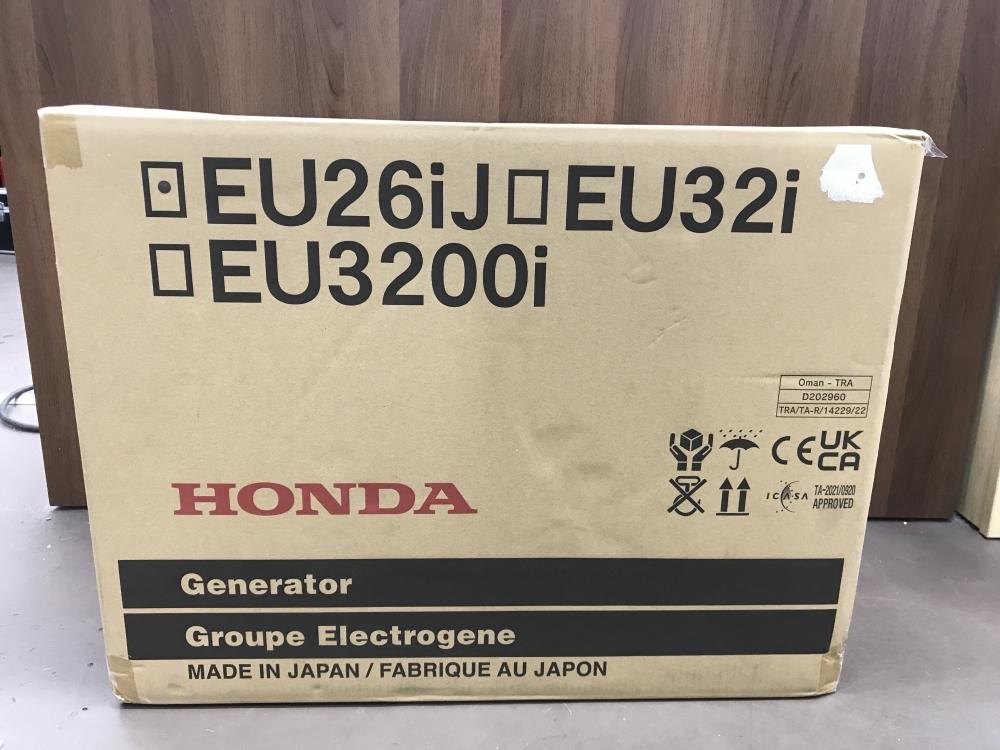 EU26iJ EU32i
EU3200i
Oman - TRA
D202960
TRA/TA-R/14229/22
CE UK CA
ICASA TA-2021/0920 APPROVED
HONDA
Generator
Groupe Electrogene
MADE IN JAPAN / FABRIQUE AU JAPON